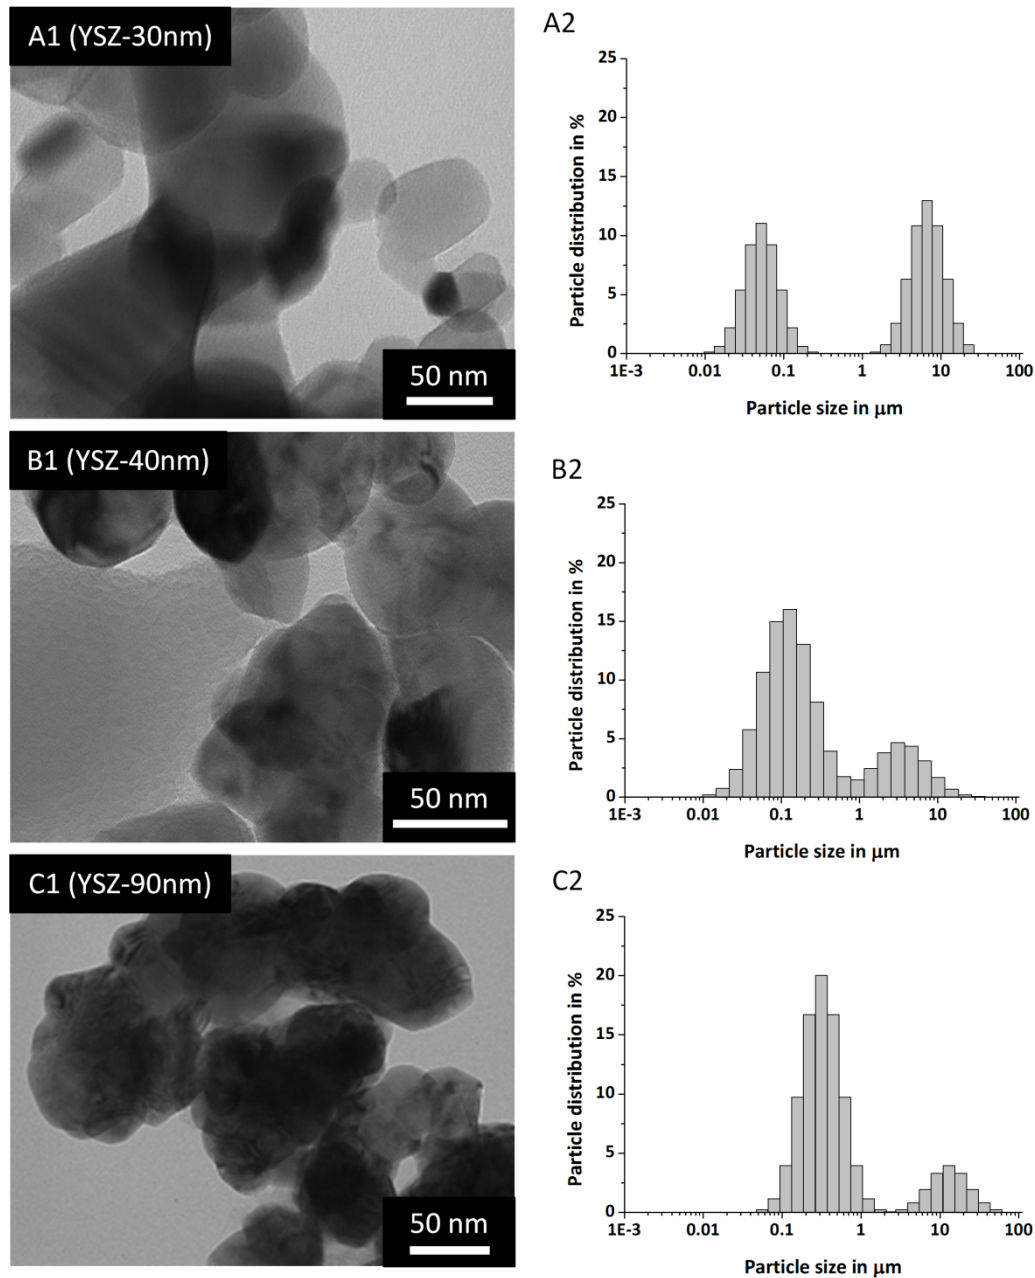 A1 (YSZ-30nm)
50 nm
A2
Particle distribution in %
25
20
15
10
5
0
1E-3 0.01 0.1 1 10 100
Particle size in μm
B1 (YSZ-40nm)
50 nm
B2
Particle distribution in %
25
20
15
10
5
0
1E-3 0.01 0.1 1 10 100
Particle size in μm
C1 (YSZ-90nm)
50 nm
C2
Particle distribution in %
25
20
15
10
5
0
1E-3 0.01 0.1 1 10 100
Particle size in μm